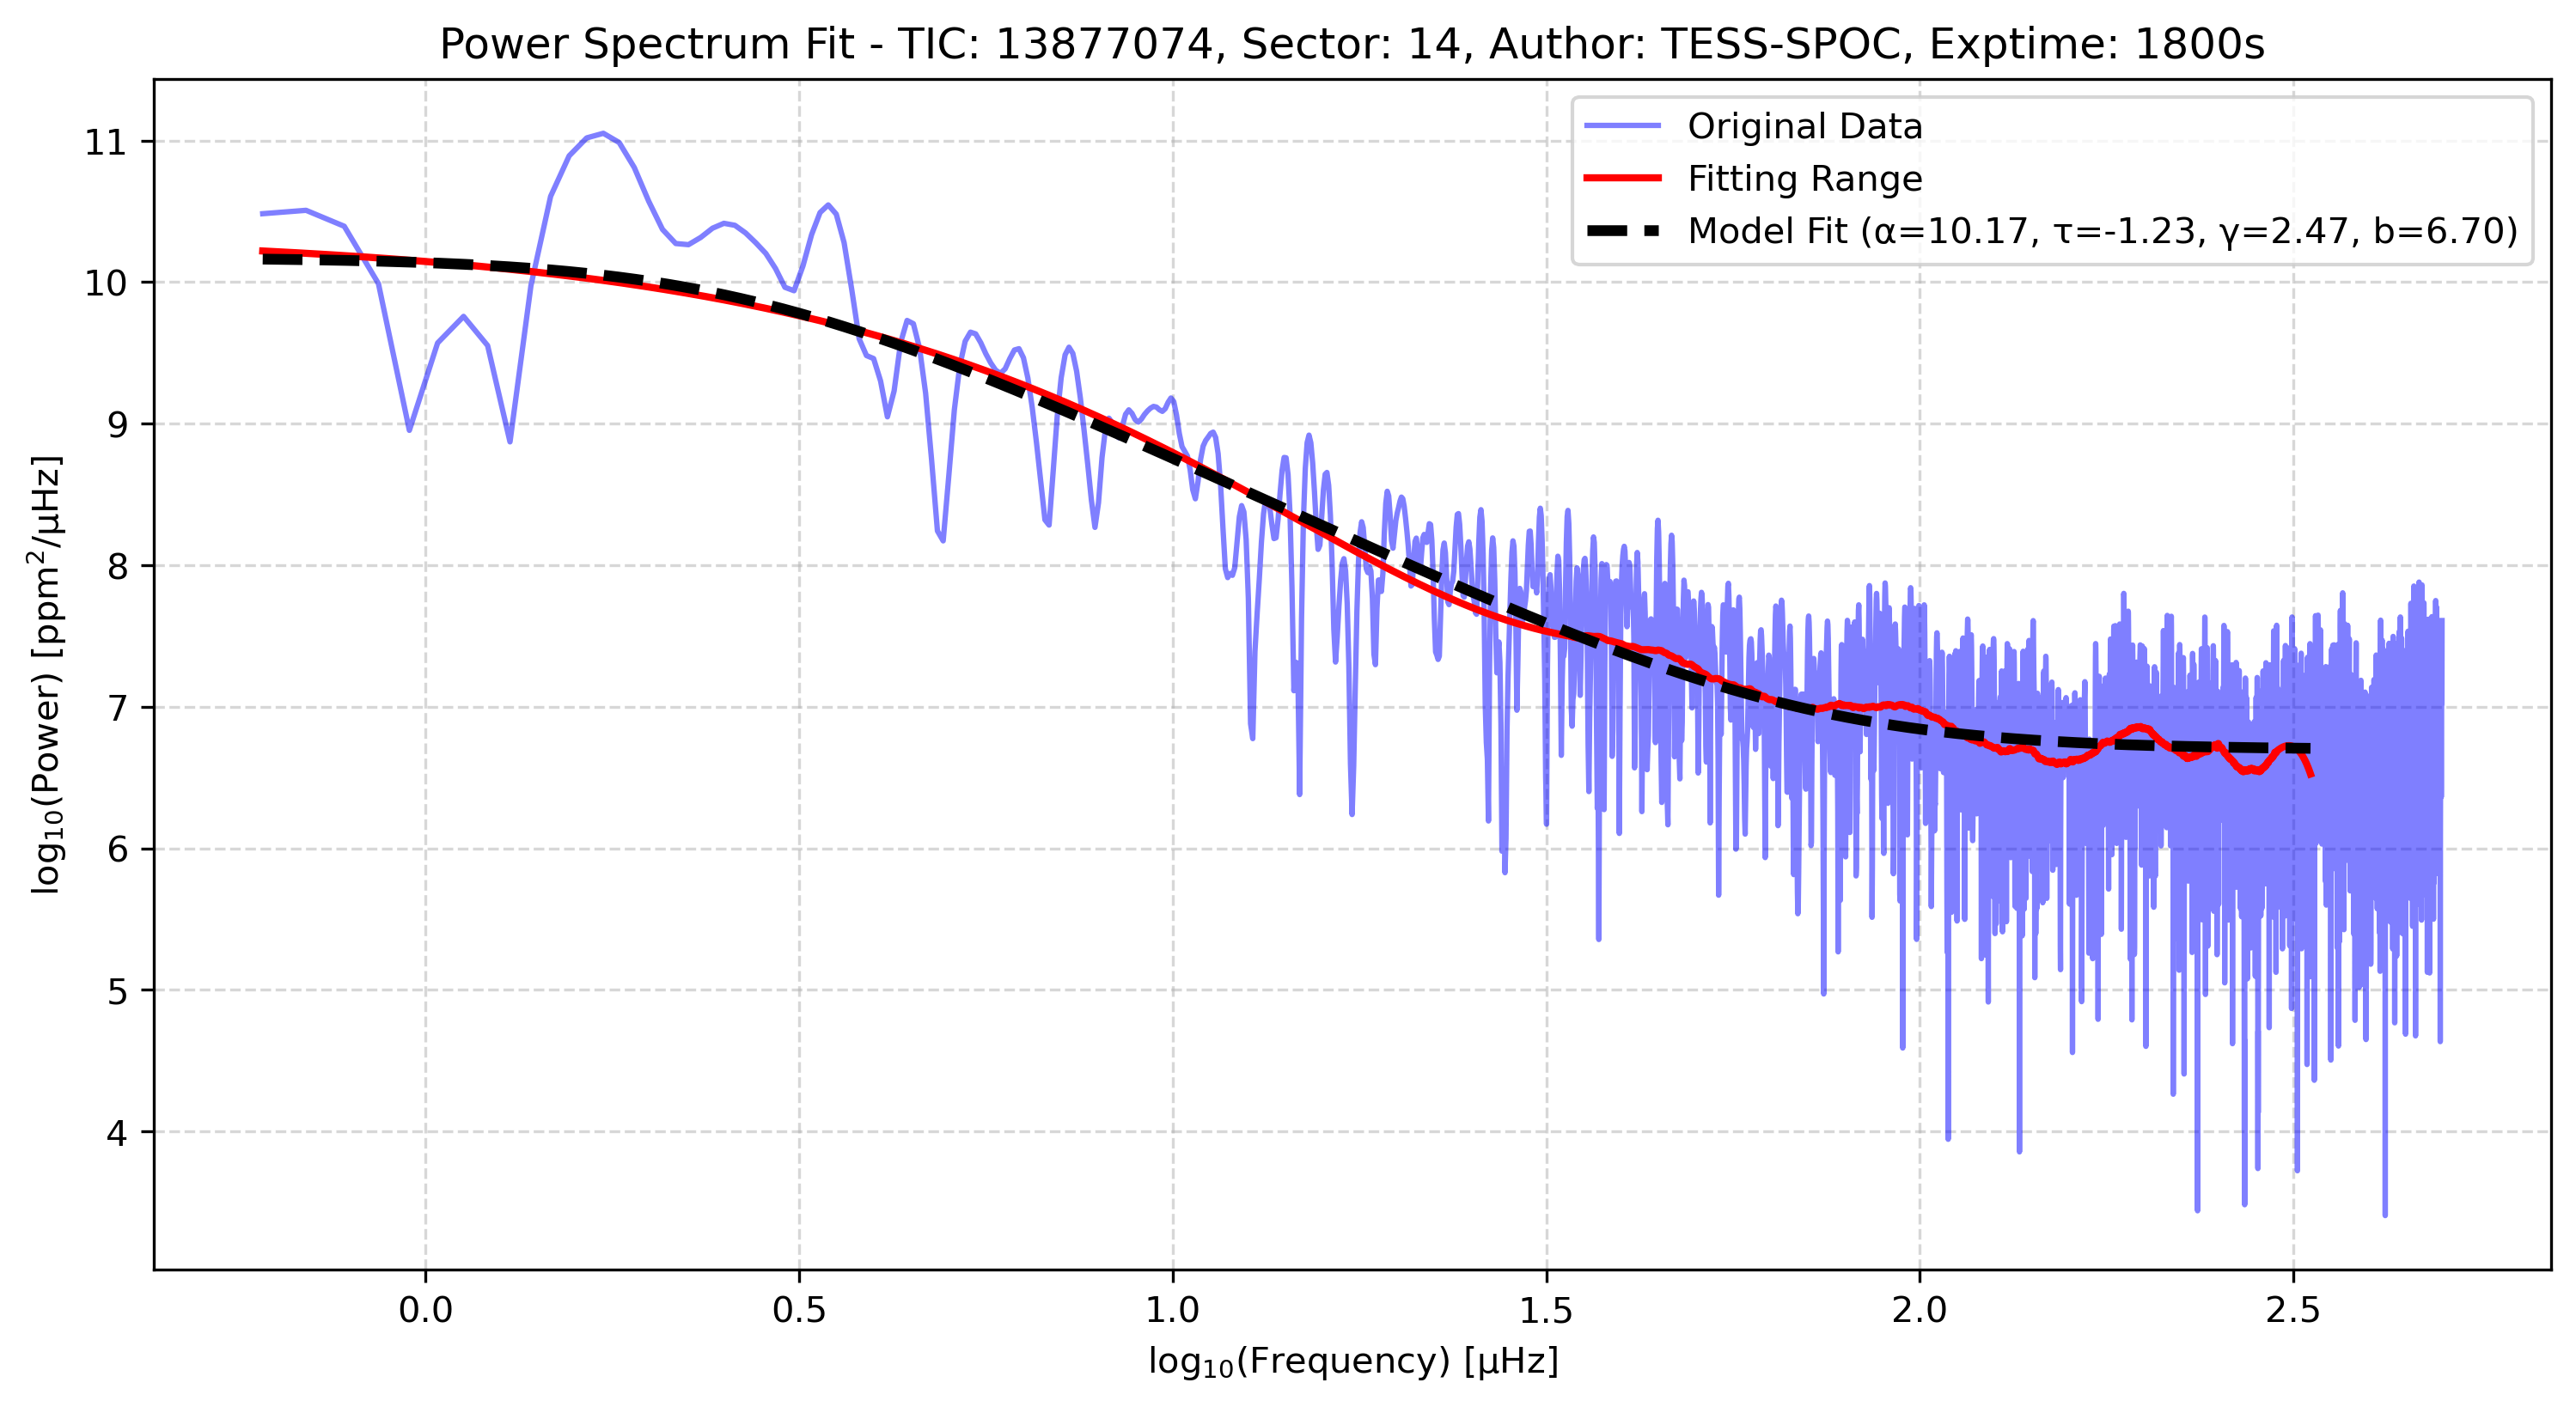 Power Spectrum Fit - TIC: 13877074, Sector: 14, Author: TESS-SPOC, Exptime: 1800s
Original Data
Fitting Range
Model Fit (α=10.17, τ=-1.23, γ=2.47, b=6.70)
log₁₀(Power) [ppm²/μHz]
11
10
9
8
7
6
5
4
0.0 0.5 1.0 1.5 2.0 2.5
log₁₀(Frequency) [μHz]